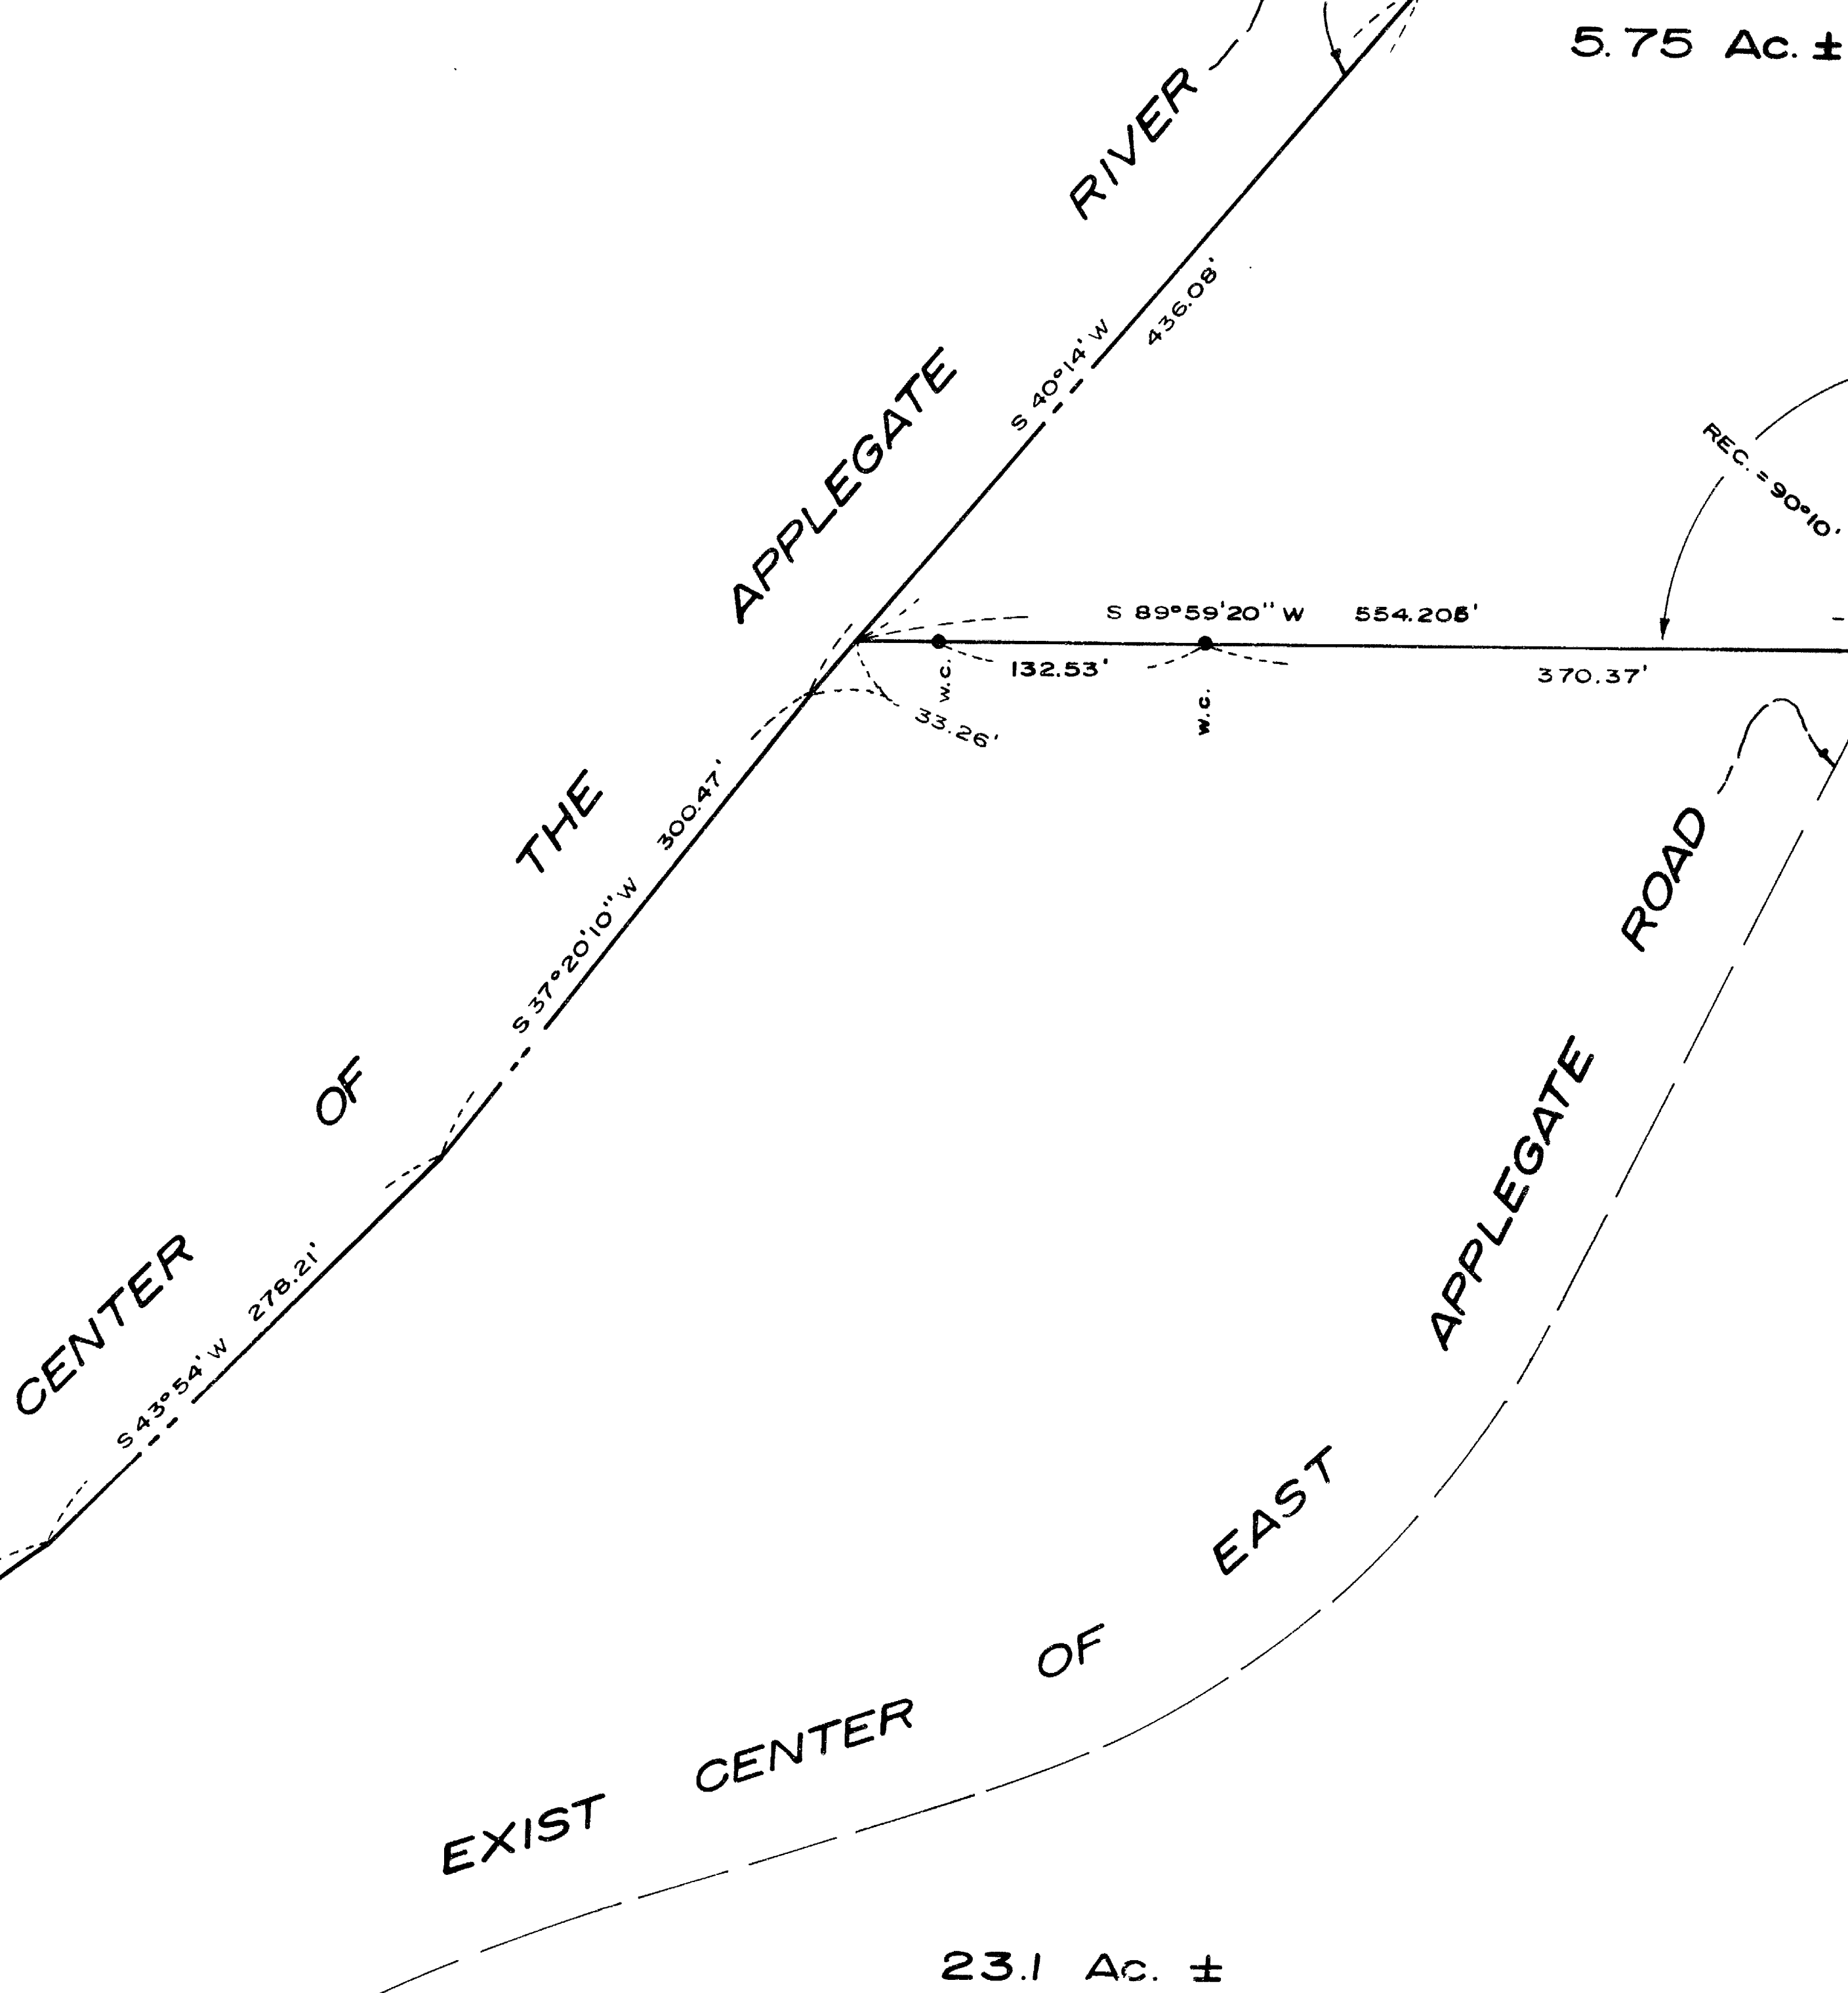 5.75 Ac. ±
CENTER OF THE APPLEGATE RIVER
S 40°14' W 436.08'
REC. = 90°10'
S 89°59'20" W
132.53'
370.37'
w.c.
w.c.
33.26'
S 37°20'10" W 300.47'
S 43°54' W 278.21'
EXIST CENTER OF EAST APPLEGATE ROAD
23.1 Ac. ±